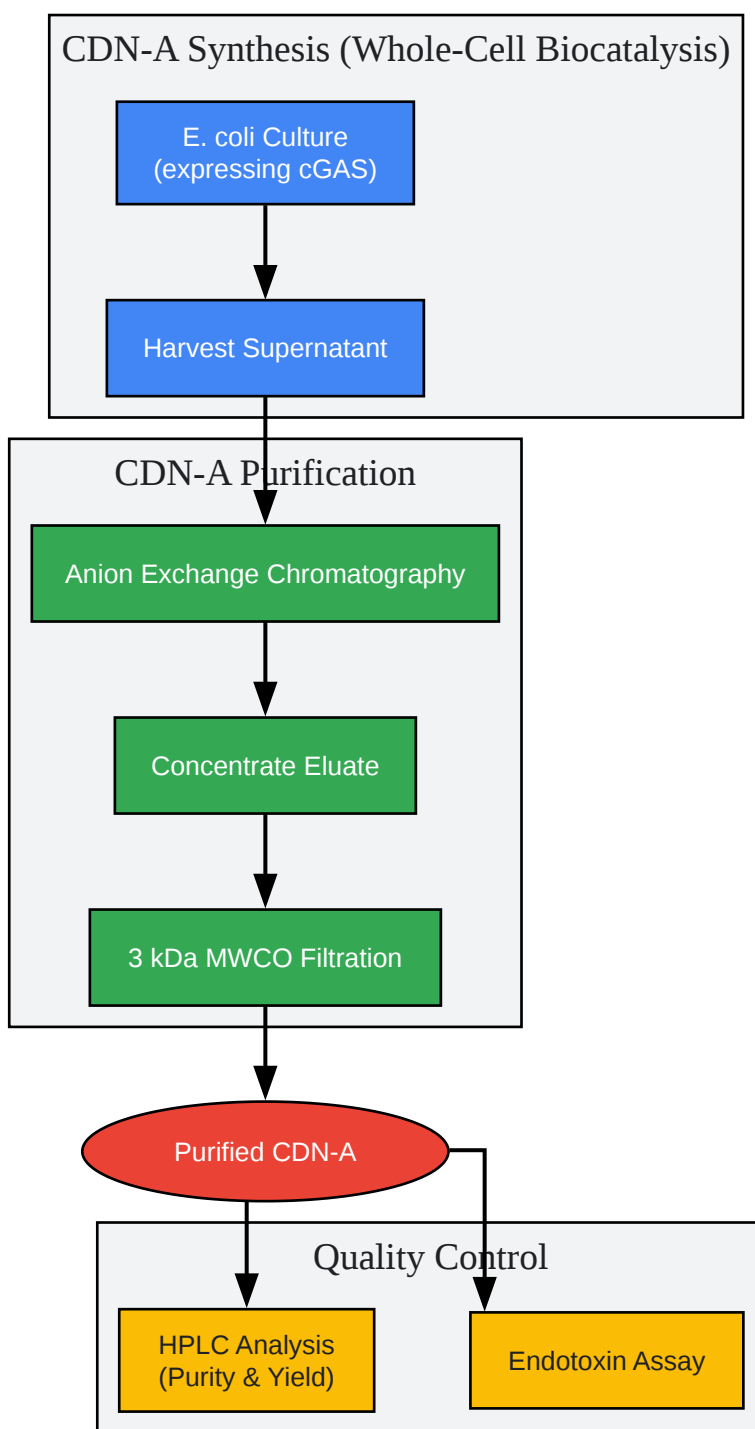 CDN-A Synthesis (Whole-Cell Biocatalysis)
E. coli Culture
(expressing cGAS)
Harvest Supernatant
CDN-A Purification
Anion Exchange Chromatography
Concentrate Eluate
3 kDa MWCO Filtration
Purified CDN-A
Quality Control
HPLC Analysis
(Purity & Yield)
Endotoxin Assay